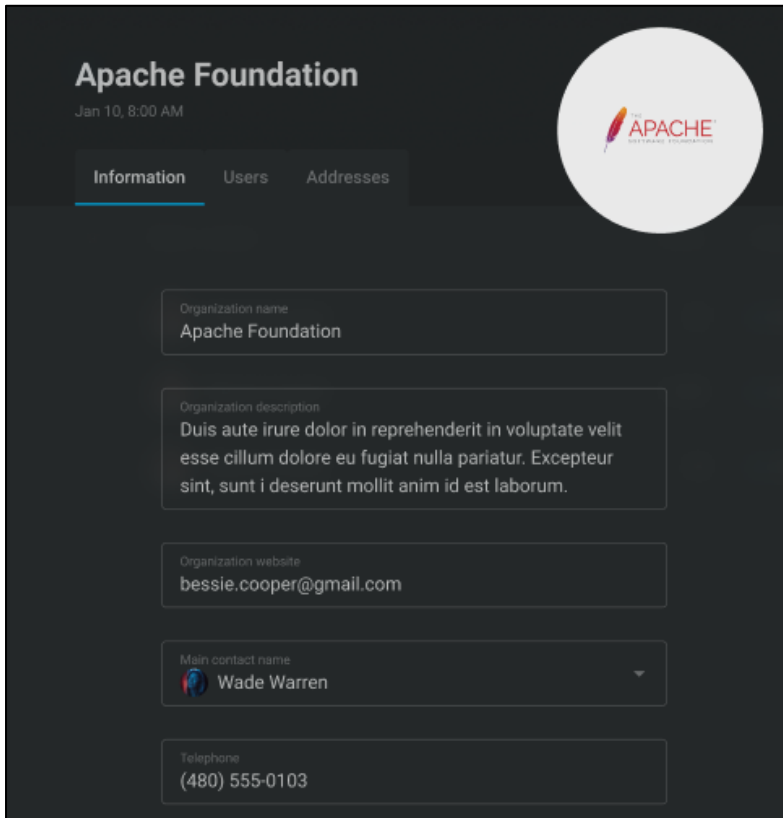 Apache Foundation
Jan 10, 8:00 AM
THE
APACHE
SOFTWARE FOUNDATION
Information Users Addresses
Organization name
Apache Foundation
Organization description
Duis aute irure dolor in reprehenderit in voluptate velit
esse cillum dolore eu fugiat nulla pariatur. Excepteur
sint, sunt i deserunt mollit anim id est laborum.
Organization website
bessie.cooper@gmail.com
Main contact name
Wade Warren
Telephone
(480) 555-0103